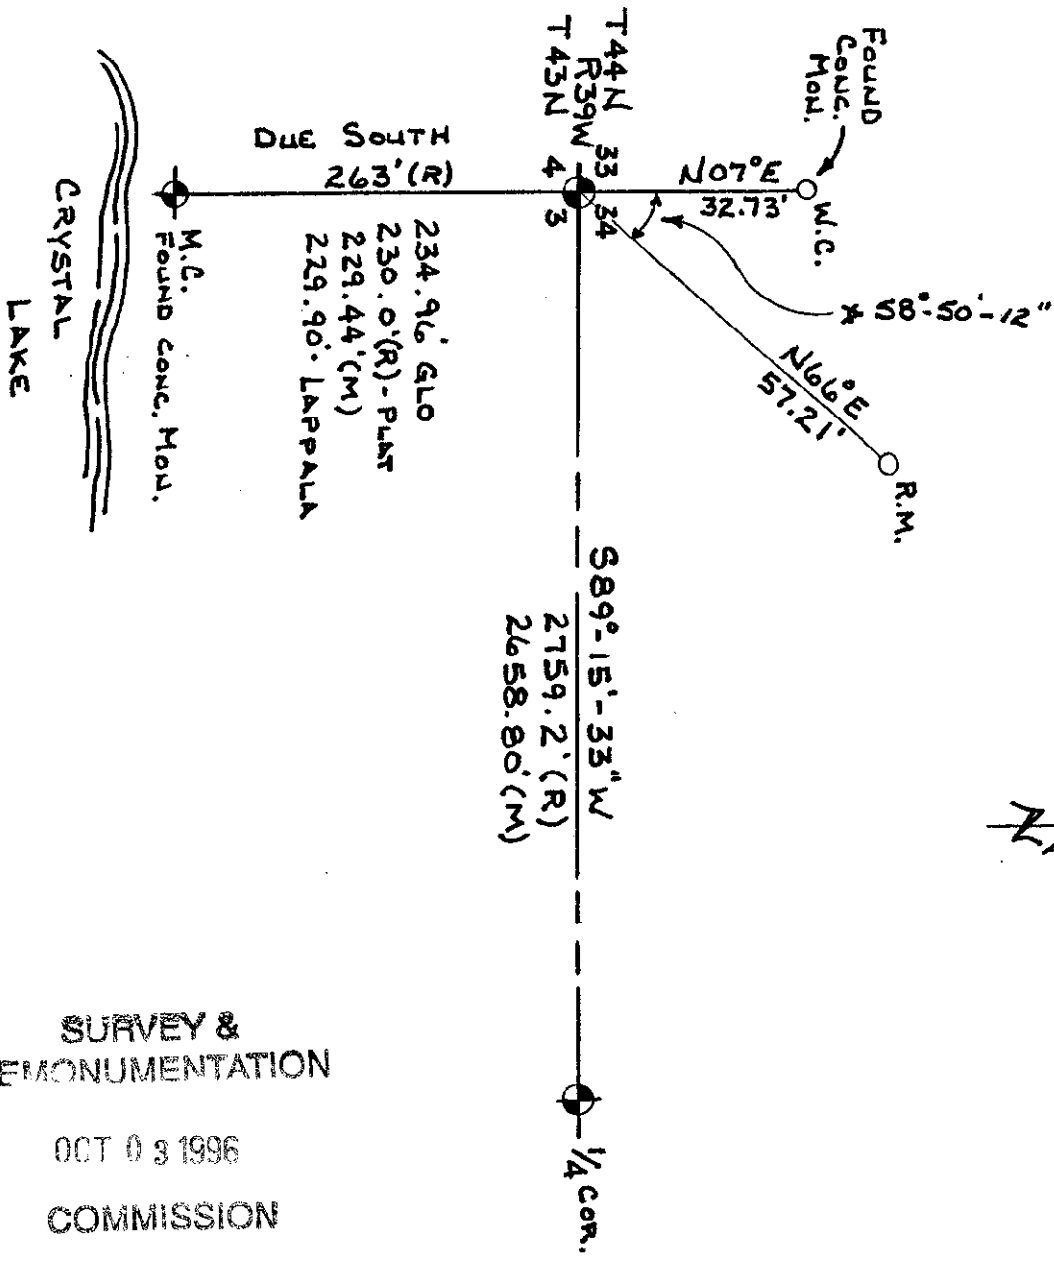 FOUND
CONC.
MON.
W.C.
N07°E
32.73'
T44N
R39W
T43N
33
34
4
3
58°-50'-12"
N66°E
57.21'
R.M.
DUE SOUTH
263'(R)
234.96' GLO
230.0'(R)-PLAT
229.44'(M)
229.90' LAPPALA
M.C.
FOUND CONC. MON.
CRYSTAL
LAKE
S89°-15'-33"W
2759.2'(R)
2658.80'(M)
1/4 COR.
SURVEY &
EMONUMENTATION
OCT 03 1996
COMMISSION